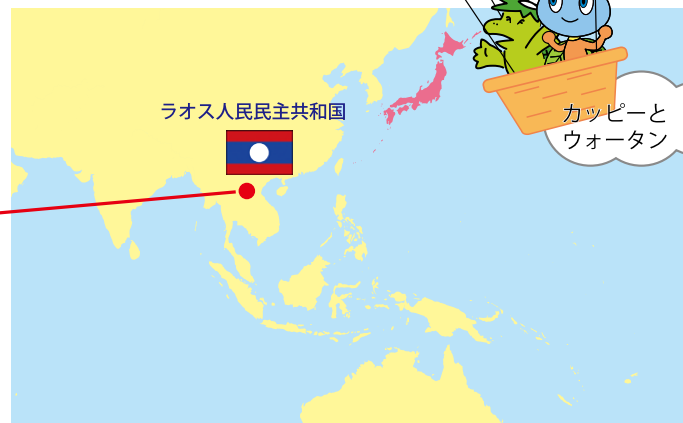 ラオス人民民主共和国
カッピーと
ウォータン